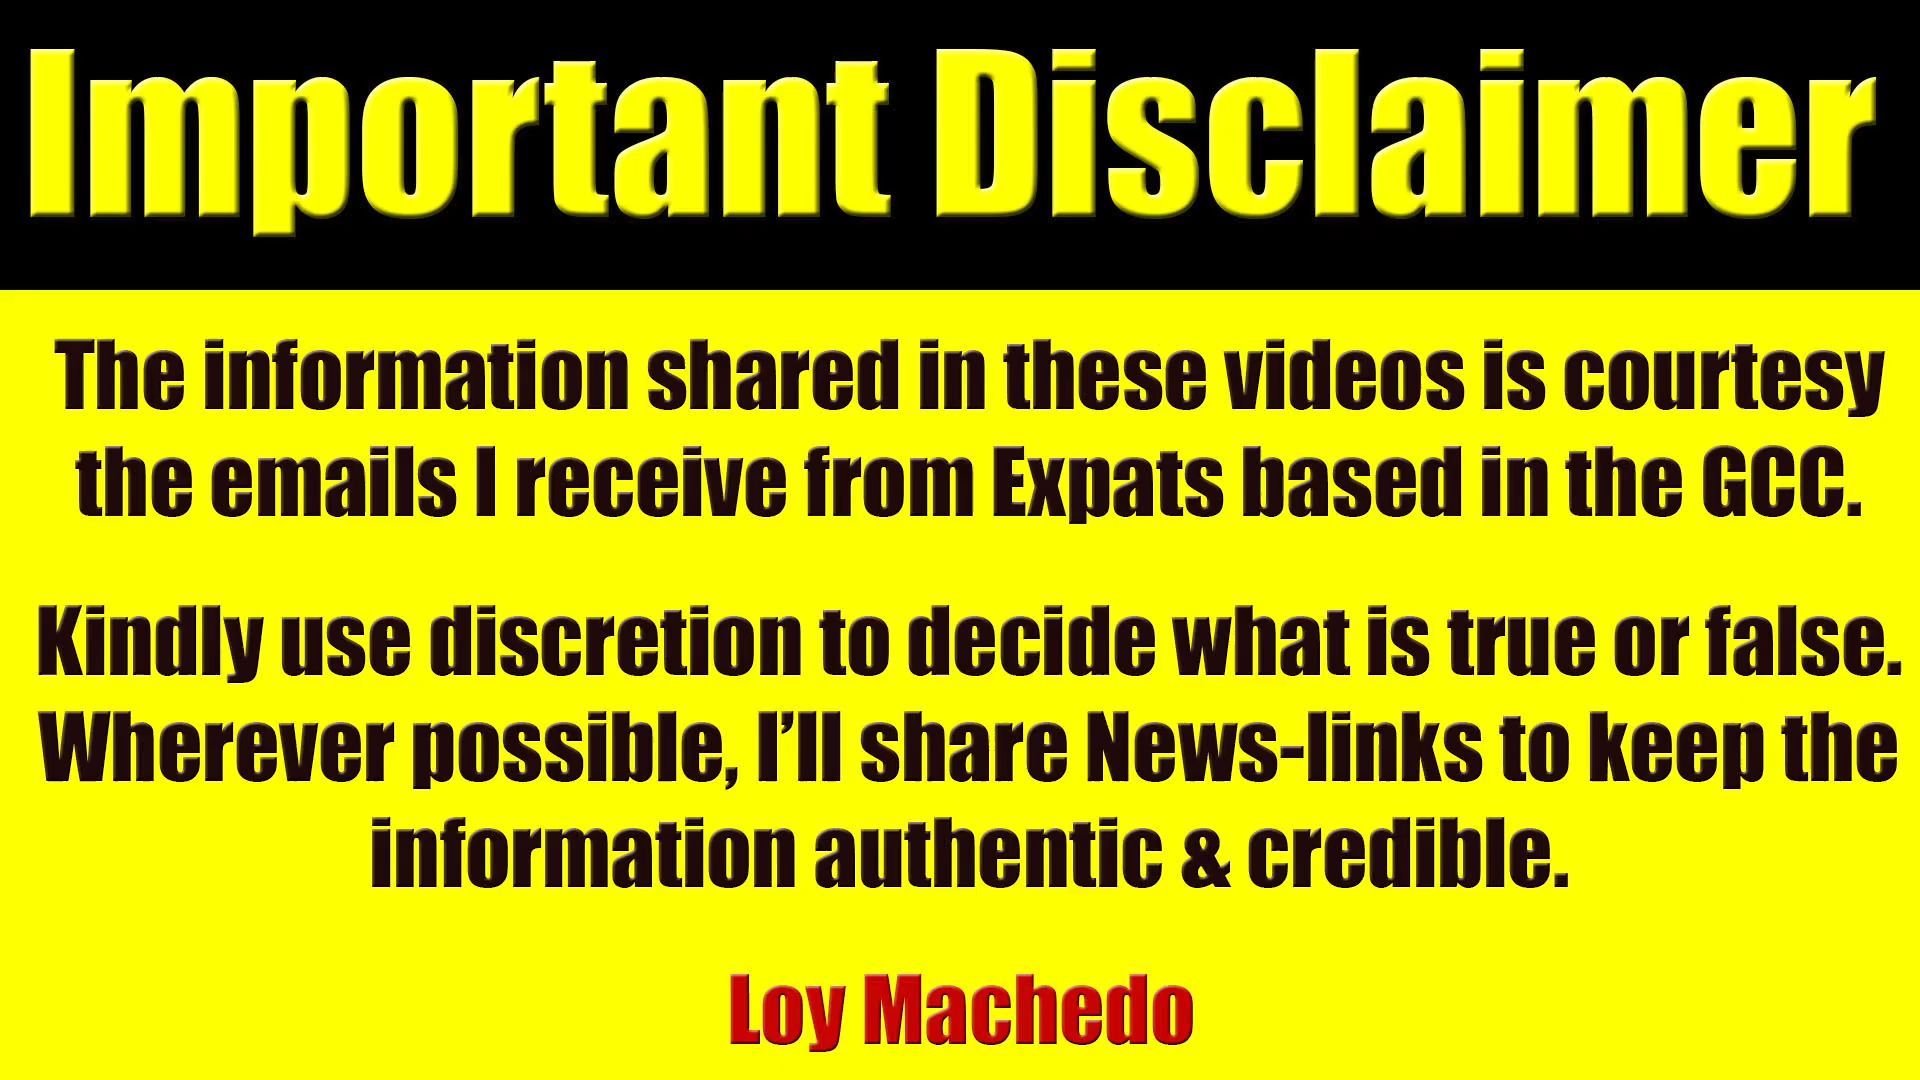 Important Disclaimer
The information shared in these videos is courtesy
the emails I receive from Expats based in the GCC.
Kindly use discretion to decide what is true or false.
Wherever possible, I’ll share News-links to keep the
information authentic & credible.
Loy Machedo